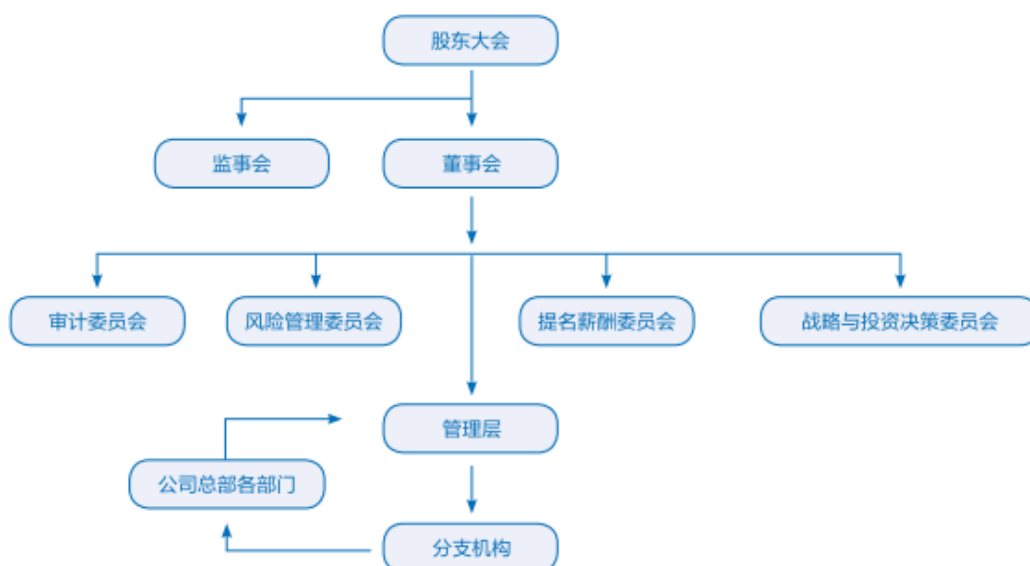 股东大会
监事会
董事会
审计委员会
风险管理委员会
提名薪酬委员会
战略与投资决策委员会
管理层
公司总部各部门
分支机构